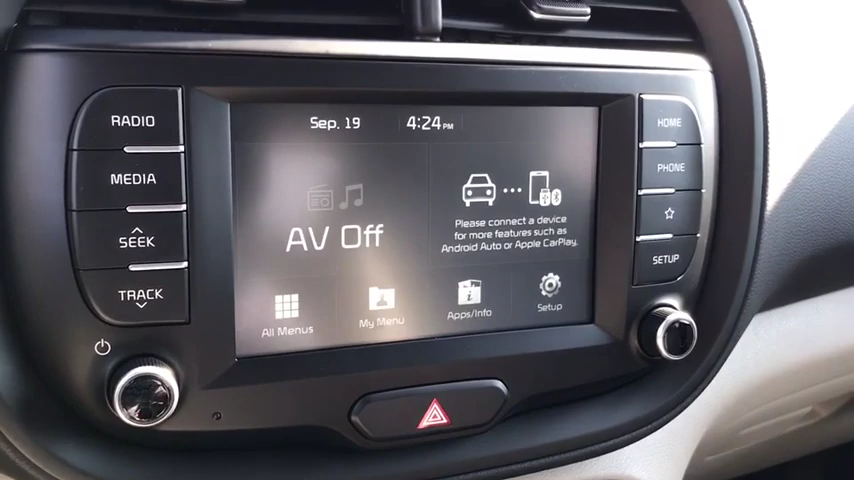 Sep. 19 4:24 PM
RADIO
MEDIA
SEEK
TRACK
AV Off
Please connect a device
for more features such as
Android Auto or Apple CarPlay.
All Menus
My Menu
Apps/Info
Setup
HOME
PHONE
SETUP